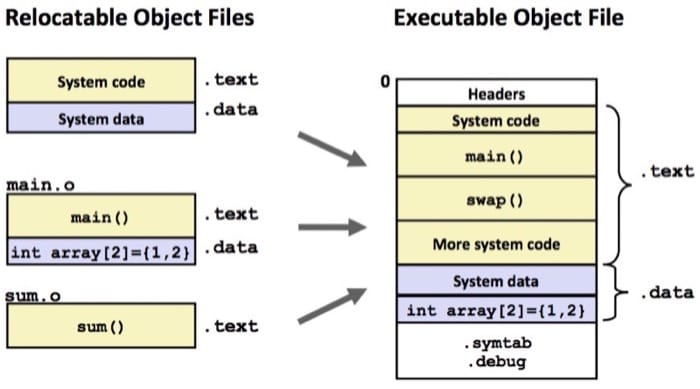 Relocatable Object Files
System code
.text
System data
.data
main.o
main()
.text
int array[2]={1,2}
.data
sum.o
sum()
.text
Executable Object File
0
Headers
System code
main()
swap()
More system code
.text
System data
int array[2]={1,2}
.data
.symtab
.debug